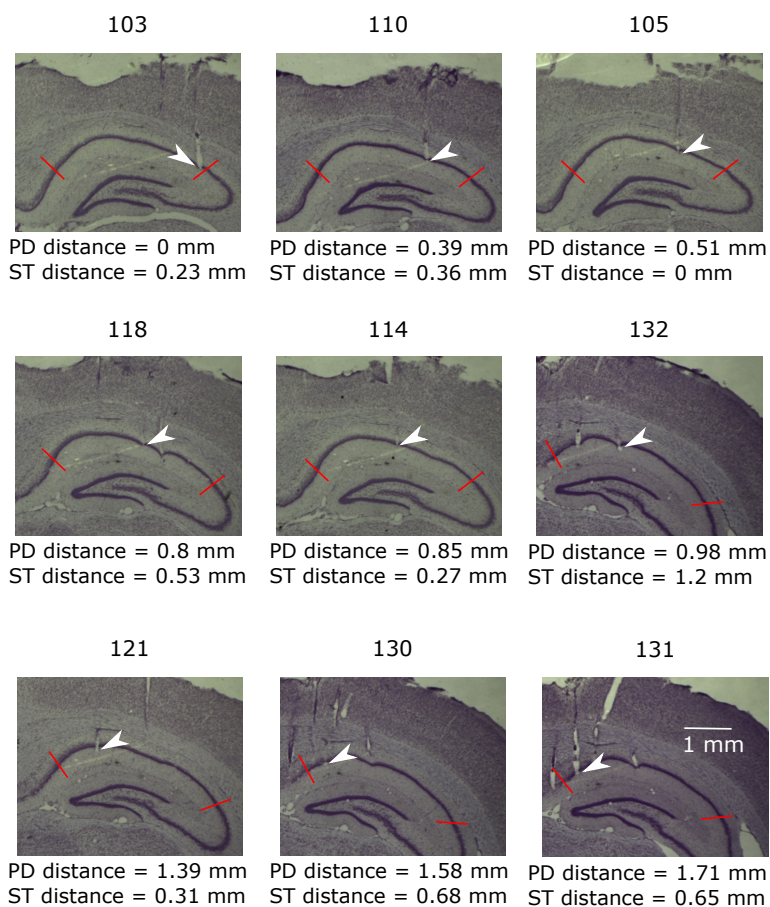 103
110
105
PD distance = 0 mm
ST distance = 0.23 mm
PD distance = 0.39 mm
ST distance = 0.36 mm
PD distance = 0.51 mm
ST distance = 0 mm
118
114
132
PD distance = 0.8 mm
ST distance = 0.53 mm
PD distance = 0.85 mm
ST distance = 0.27 mm
PD distance = 0.98 mm
ST distance = 1.2 mm
121
130
131
1 mm
PD distance = 1.39 mm
ST distance = 0.31 mm
PD distance = 1.58 mm
ST distance = 0.68 mm
PD distance = 1.71 mm
ST distance = 0.65 mm